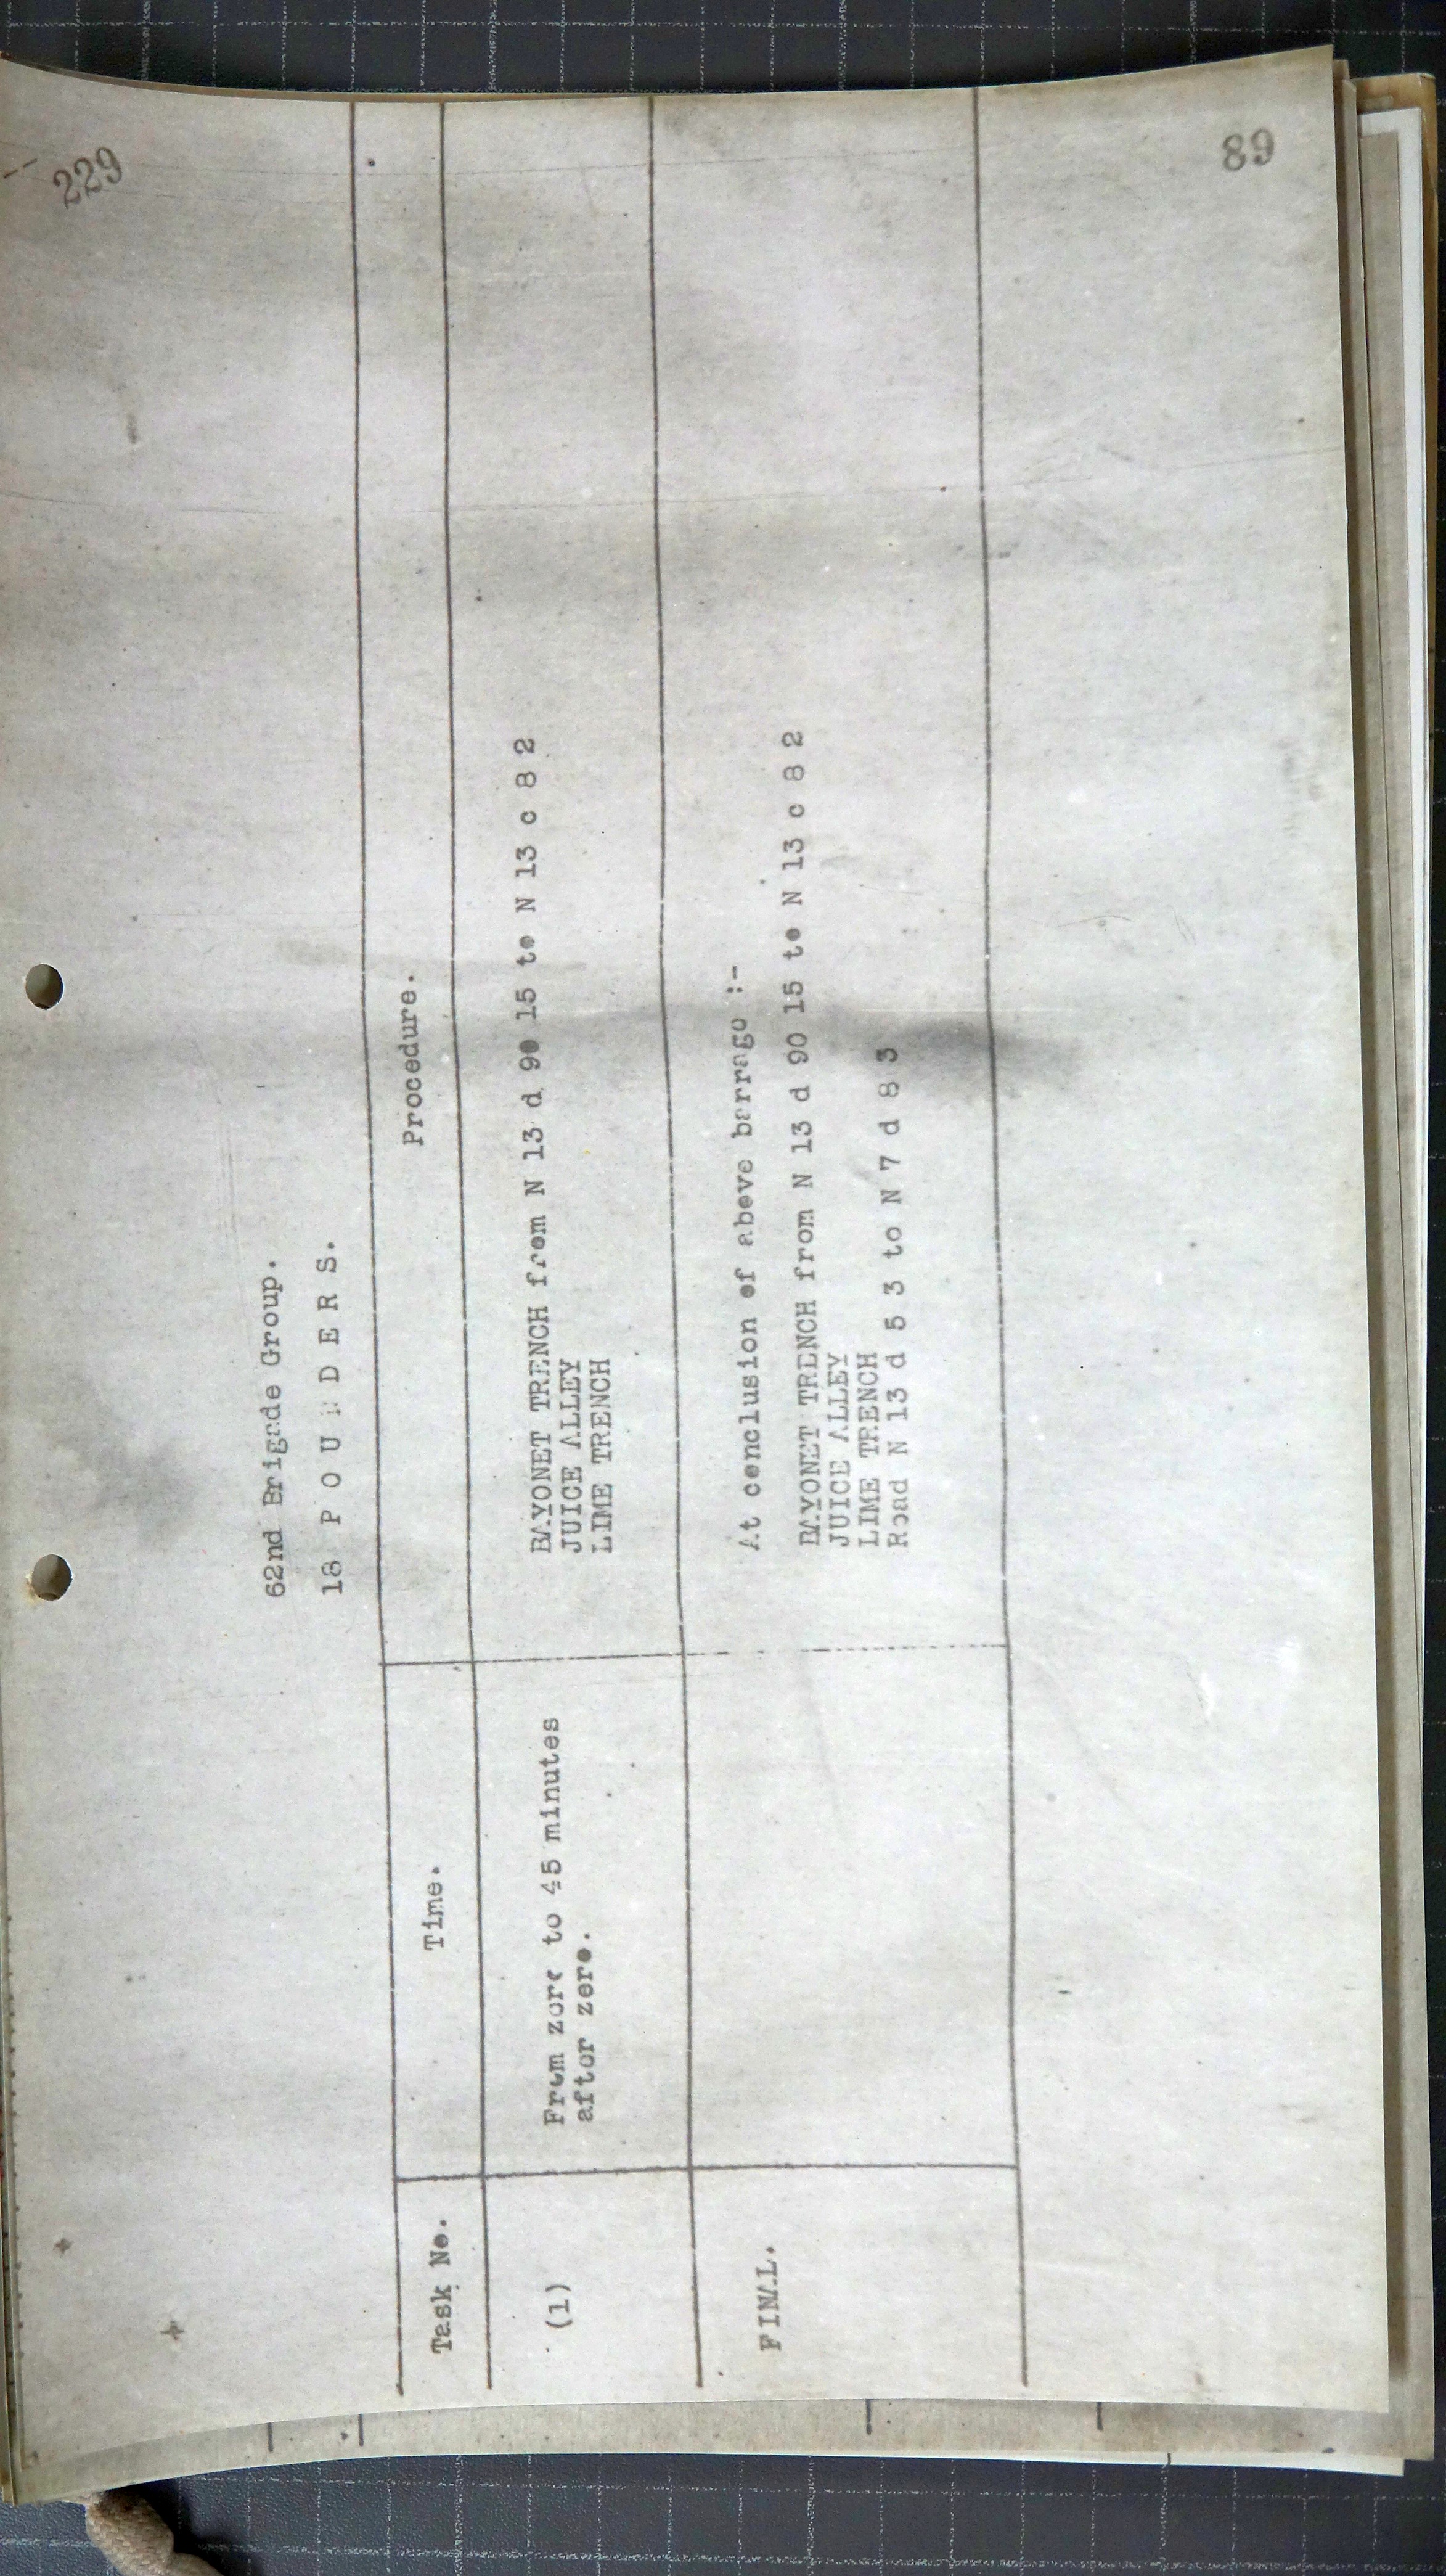 229
62nd Brigade Group.
18 P O U N D E R S.
Task No. Time. Procedure.
(1) From zero to 45 minutes BAYONET TRENCH from N 13 d 90 15 to N 13 c 8 2
after zero. JUICE ALLEY
LIME TRENCH
FINAL. At conclusion of above barrage :-
BAYONET TRENCH from N 13 d 90 15 to N 13 c 8 2
JUICE ALLEY
LIME TRENCH
Road N 13 d 5 3 to N 7 d 8 3
89